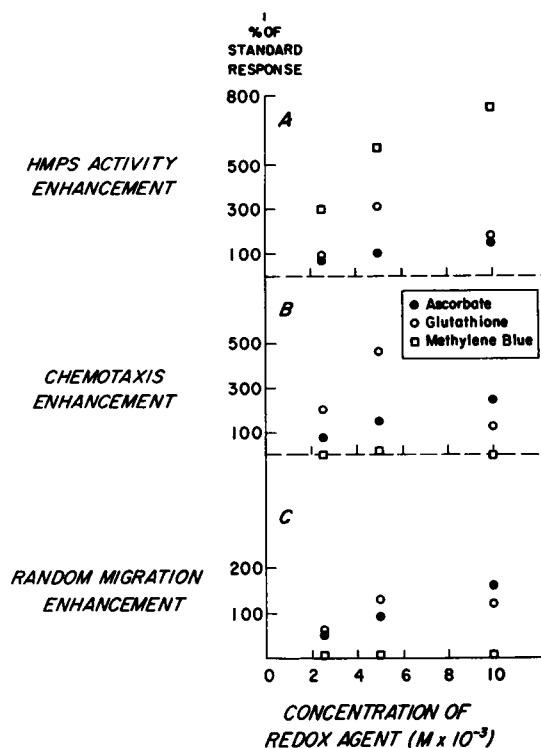 % OF
STANDARD
RESPONSE
800
A
HMPS ACTIVITY
ENHANCEMENT
500
300
100
B
● Ascorbate
○ Glutathione
□ Methylene Blue
500
CHEMOTAXIS
ENHANCEMENT
300
100
C
RANDOM MIGRATION
ENHANCEMENT
200
100
0 2 4 6 8 10
CONCENTRATION OF
REDOX AGENT (M x 10⁻³)